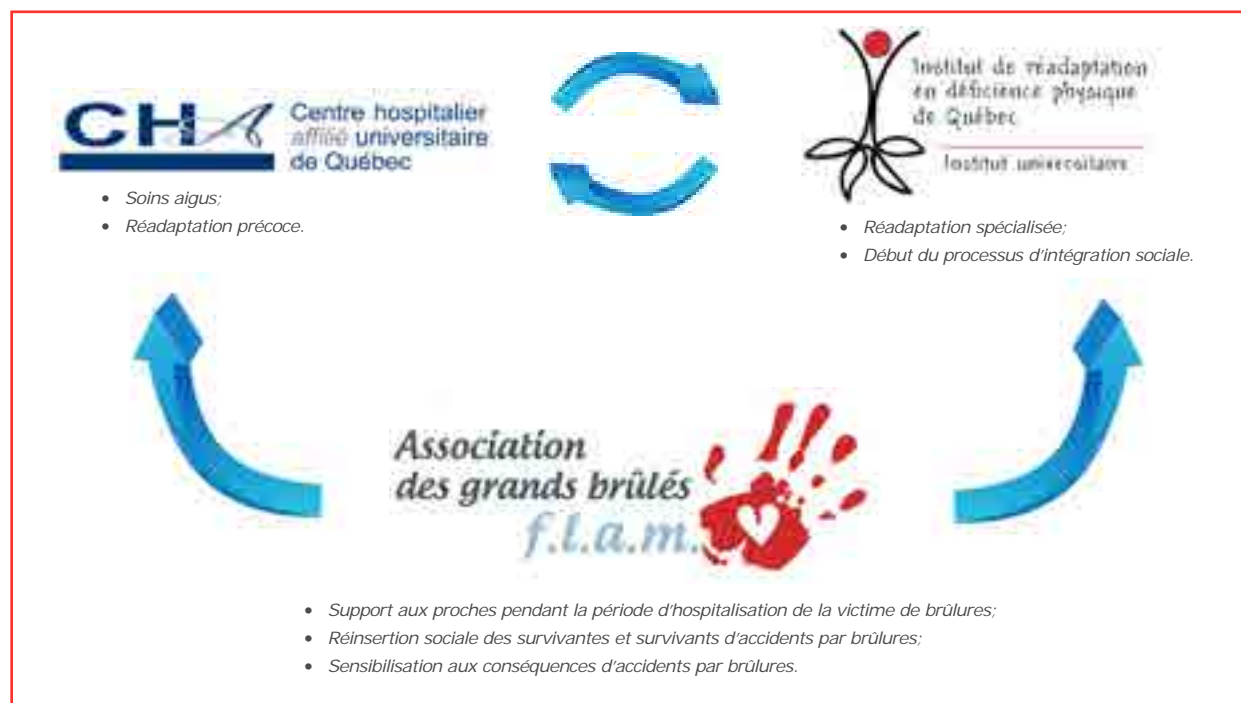 CHA
Centre hospitalier
affilié universitaire
de Québec
• Soins aigus;
• Réadaptation précoce.
Institut de réadaptation
en déficience physique
de Québec
Institut universitaire
• Réadaptation spécialisée;
• Début du processus d'intégration sociale.
Association
des grands brûlés
f.l.a.m.
• Support aux proches pendant la période d'hospitalisation de la victime de brûlures;
• Réinsertion sociale des survivantes et survivants d'accidents par brûlures;
• Sensibilisation aux conséquences d'accidents par brûlures.